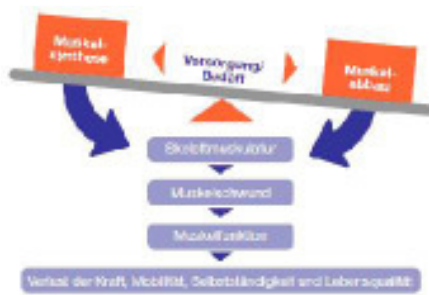 Muskel-
synthese
Versorgung/
Bedarf
Muskel-
abbau
Skelettmuskulatur
Muskelschwund
Muskelfunktion
Verlust der Kraft, Mobilität, Selbstständigkeit und Lebensqualität